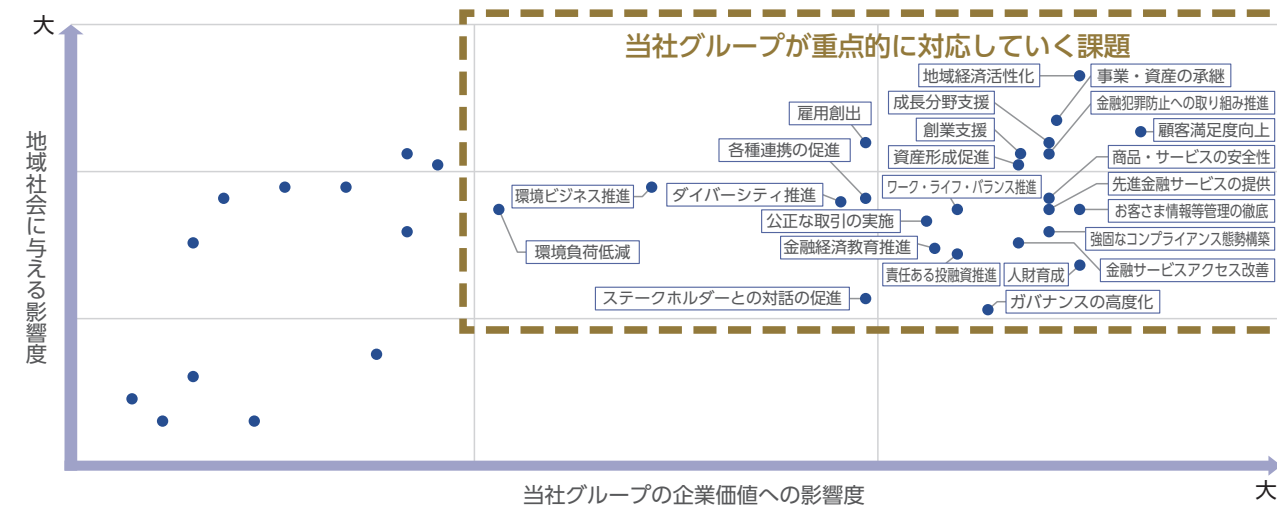 大
当社グループが重点的に対応していく課題
地域経済活性化
事業・資産の承継
成長分野支援
金融犯罪防止への取り組み推進
雇用創出
創業支援
顧客満足度向上
各種連携の促進
資産形成促進
商品・サービスの安全性
環境ビジネス推進
ダイバーシティ推進
ワーク・ライフ・バランス推進
先進金融サービスの提供
公正な取引の実施
お客さま情報等管理の徹底
環境負荷低減
金融経済教育推進
強固なコンプライアンス態勢構築
責任ある投融資推進
人財育成
金融サービスアクセス改善
ステークホルダーとの対話の促進
ガバナンスの高度化
地域社会に与える影響度
当社グループの企業価値への影響度
大